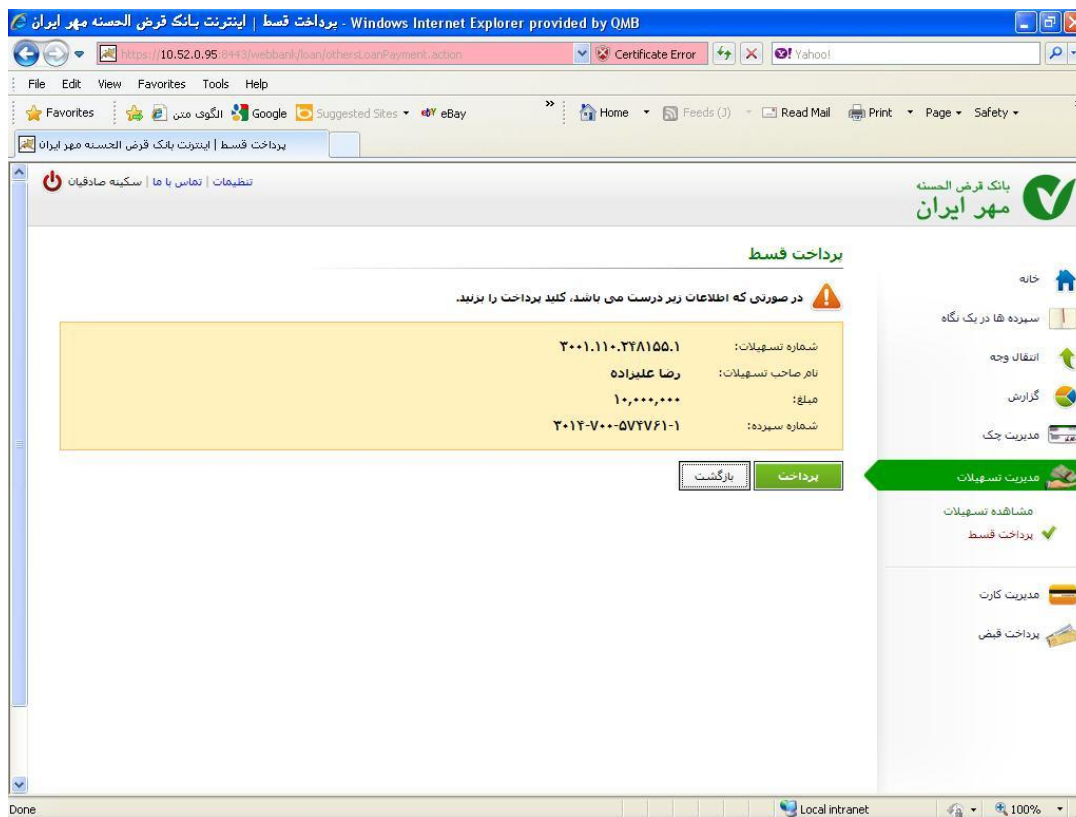 پرداخت قسط | اینترنت بانک قرض الحسنه مهر ایران - Windows Internet Explorer provided by QMB
https://10.52.0.95:8443/webbank/loan/othersLoanPayment.action
Certificate Error
Yahoo!
File Edit View Favorites Tools Help
Favorites الگوی متن Google Suggested Sites eBay » Home Feeds (J) Read Mail Print Page Safety
پرداخت قسط | اینترنت بانک قرض الحسنه مهر ایران
تنظیمات | تماس با ما | سکینه صادقیان
بانک قرض الحسنه
مهر ایران
خانه
سپرده ها در یک نگاه
انتقال وجه
گزارش
مدیریت چک
مدیریت تسهیلات
مشاهده تسهیلات
پرداخت قسط
مدیریت کارت
پرداخت قبض
پرداخت قسط
در صورتی که اطلاعات زیر درست می باشد، کلید پرداخت را بزنید.
شماره تسهیلات: ۳۰۰۱.۱۱۰.۲۴۸۱۵۵.۱
نام صاحب تسهیلات: رضا علیزاده
مبلغ: ۱۰,۰۰۰,۰۰۰
شماره سپرده: ۳۰۱۴-۷۰۰-۵۷۴۷۶۱-۱
پرداخت بازگشت
Done Local intranet 100%